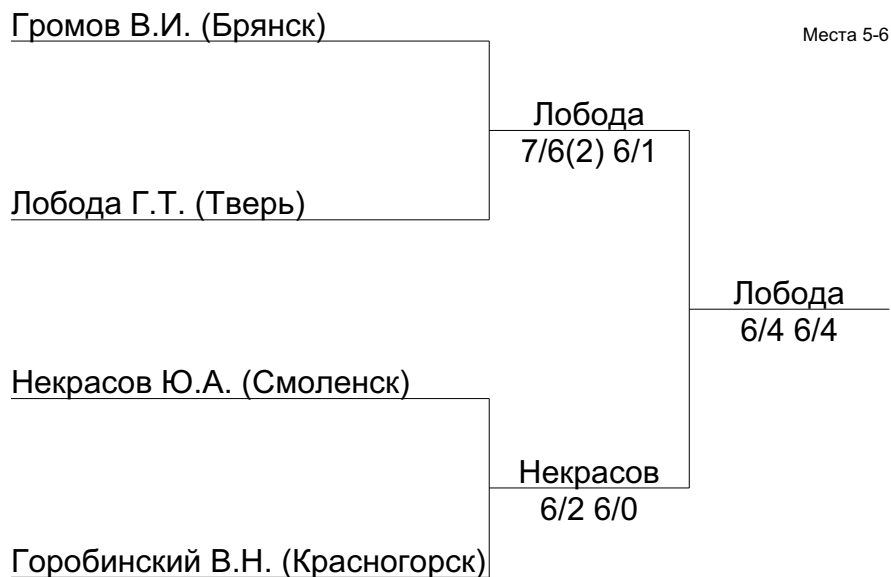 Громов В.И. (Брянск)
Места 5-6
Лобода
7/6(2) 6/1
Лобода Г.Т. (Тверь)
Лобода
6/4 6/4
Некрасов Ю.А. (Смоленск)
Некрасов
6/2 6/0
Горобинский В.Н. (Красногорск)